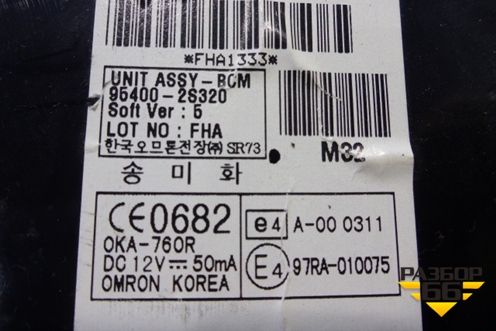 *FHA1333*
UNIT ASSY-BCM
95400-2S320
Soft Ver : 5
LOT NO : FHA
한국오므론전장㈜ SR73
M32
송 미 화
CE0682
OKA-760R
DC 12V 50mA
OMRON KOREA
e4 A-00 0311
E4 97RA-010075
РАЗБОР
66